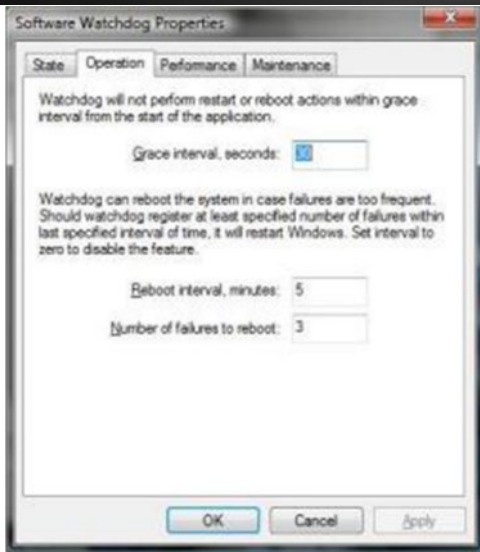 Software Watchdog Properties
State Operation Performance Maintenance
Watchdog will not perform restart or reboot actions within grace
interval from the start of the application.
Grace interval, seconds: 30
Watchdog can reboot the system in case failures are too frequent.
Should watchdog register at least specified number of failures within
last specified interval of time, it will restart Windows. Set interval to
zero to disable the feature.
Reboot interval, minutes: 5
Number of failures to reboot: 3
OK Cancel Apply